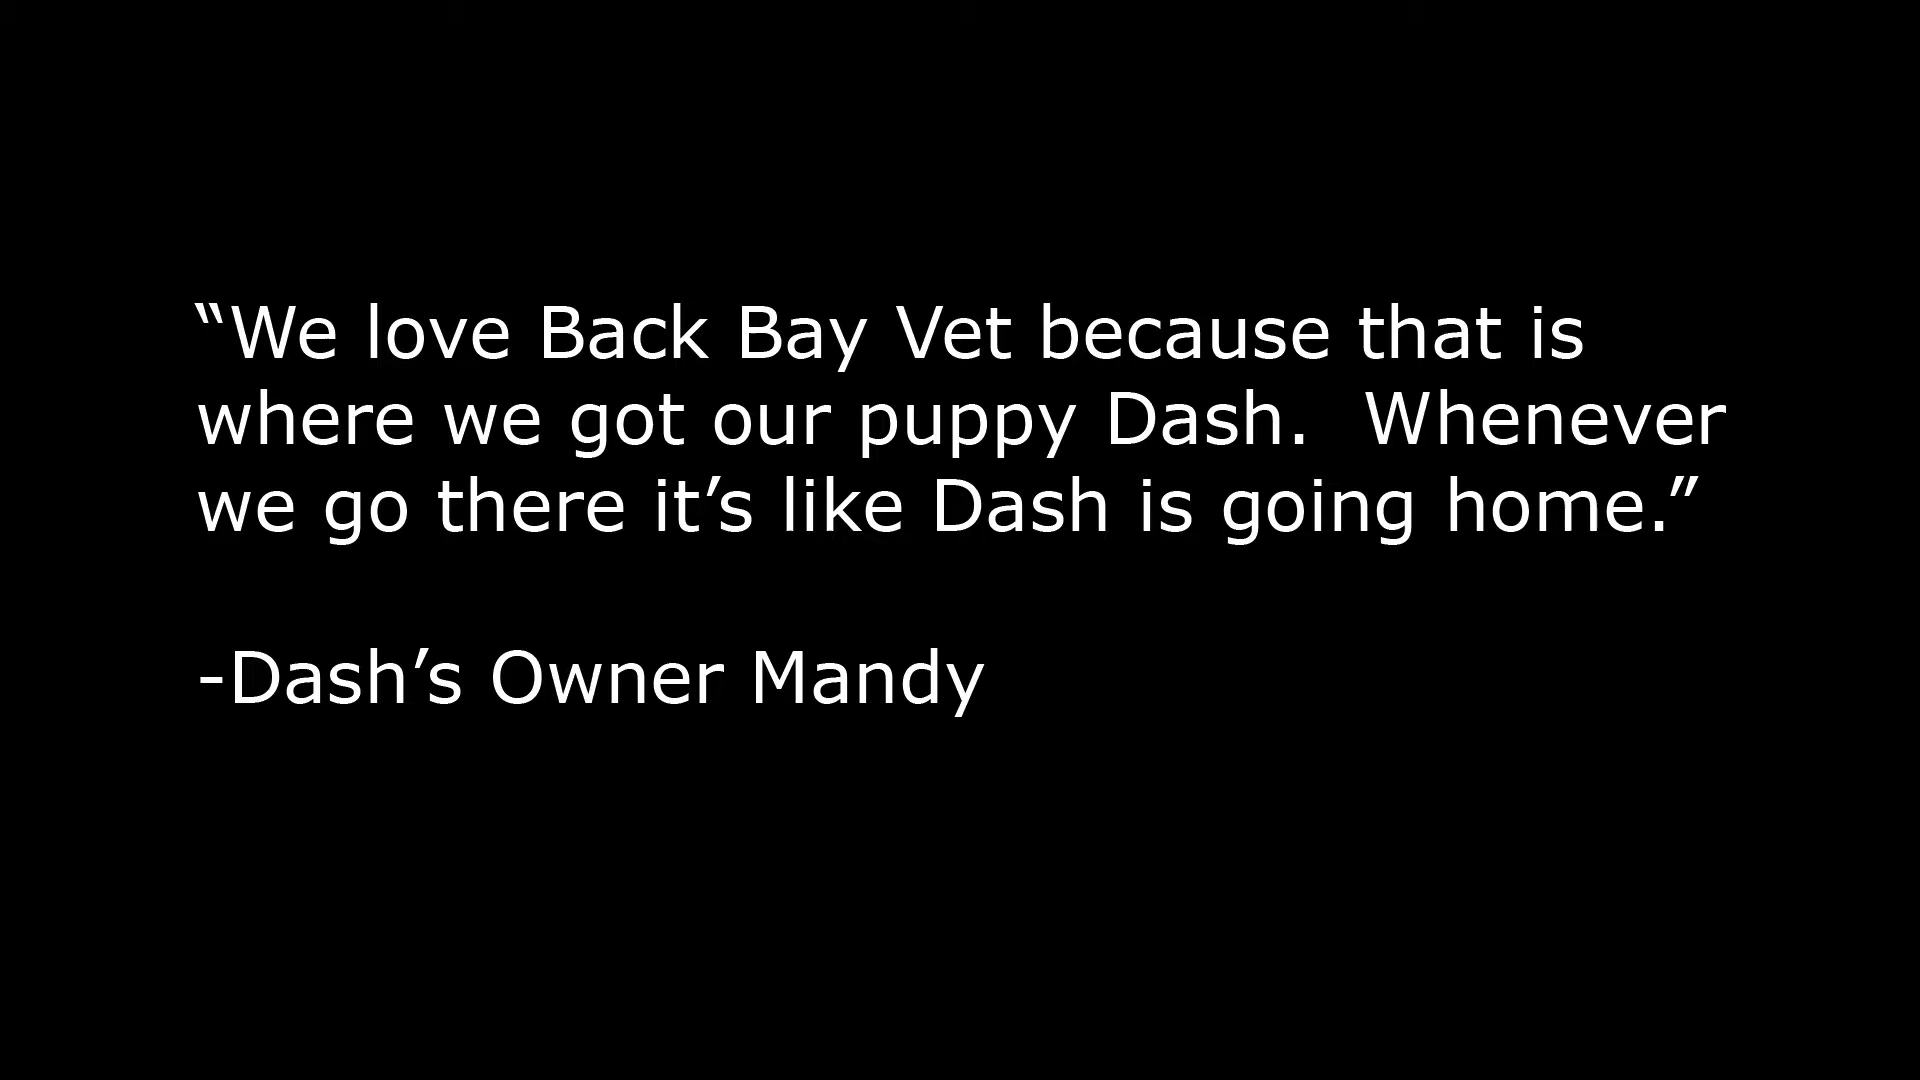 “We love Back Bay Vet because that is
where we got our puppy Dash.  Whenever
we go there it’s like Dash is going home.”
-Dash’s Owner Mandy